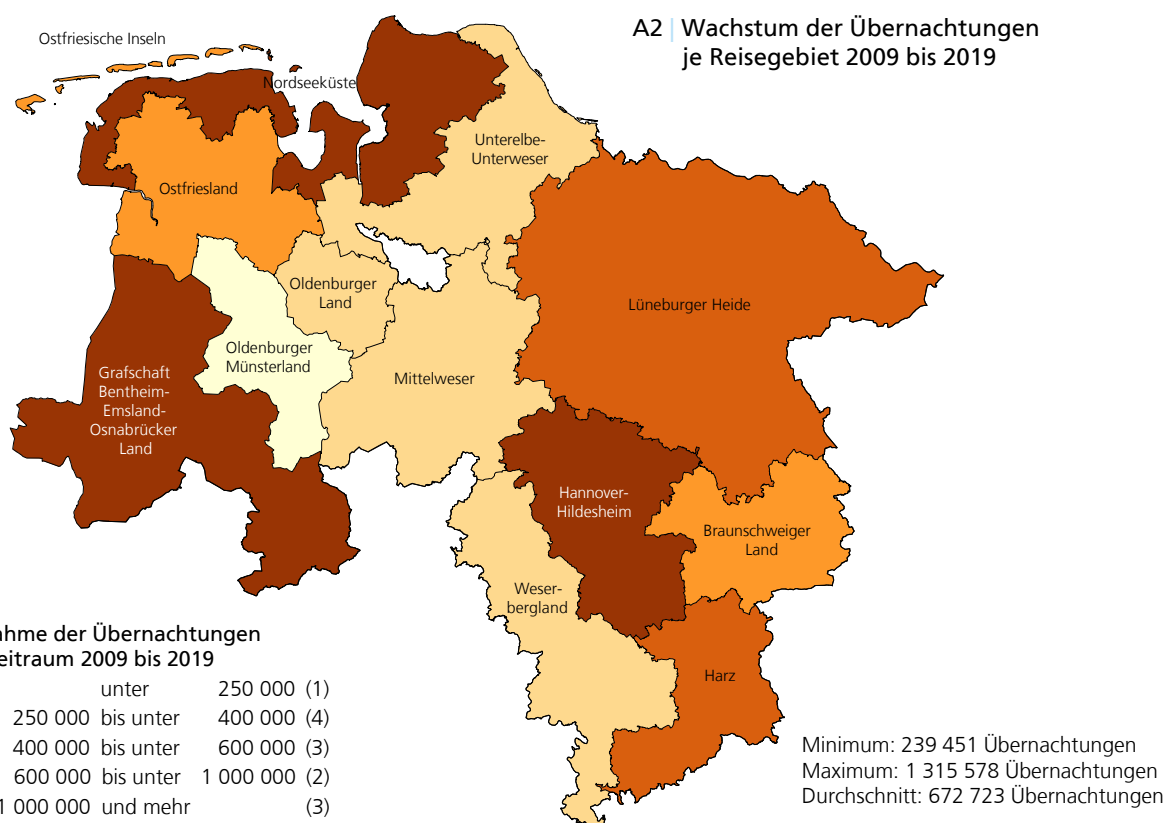 A2 | Wachstum der Übernachtungen
je Reisegebiet 2009 bis 2019
Ostfriesische Inseln
Nordseeküste
Unterelbe-
Unterweser
Ostfriesland
Oldenburger
Land
Lüneburger Heide
Oldenburger
Münsterland
Mittelweser
Grafschaft
Bentheim-
Emsland-
Osnabrücker
Land
Hannover-
Hildesheim
Braunschweiger
Land
Weser-
bergland
Harz
ahme der Übernachtungen
eitraum 2009 bis 2019
unter 250 000 (1)
250 000 bis unter 400 000 (4)
400 000 bis unter 600 000 (3)
600 000 bis unter 1 000 000 (2)
1 000 000 und mehr (3)
Minimum: 239 451 Übernachtungen
Maximum: 1 315 578 Übernachtungen
Durchschnitt: 672 723 Übernachtungen